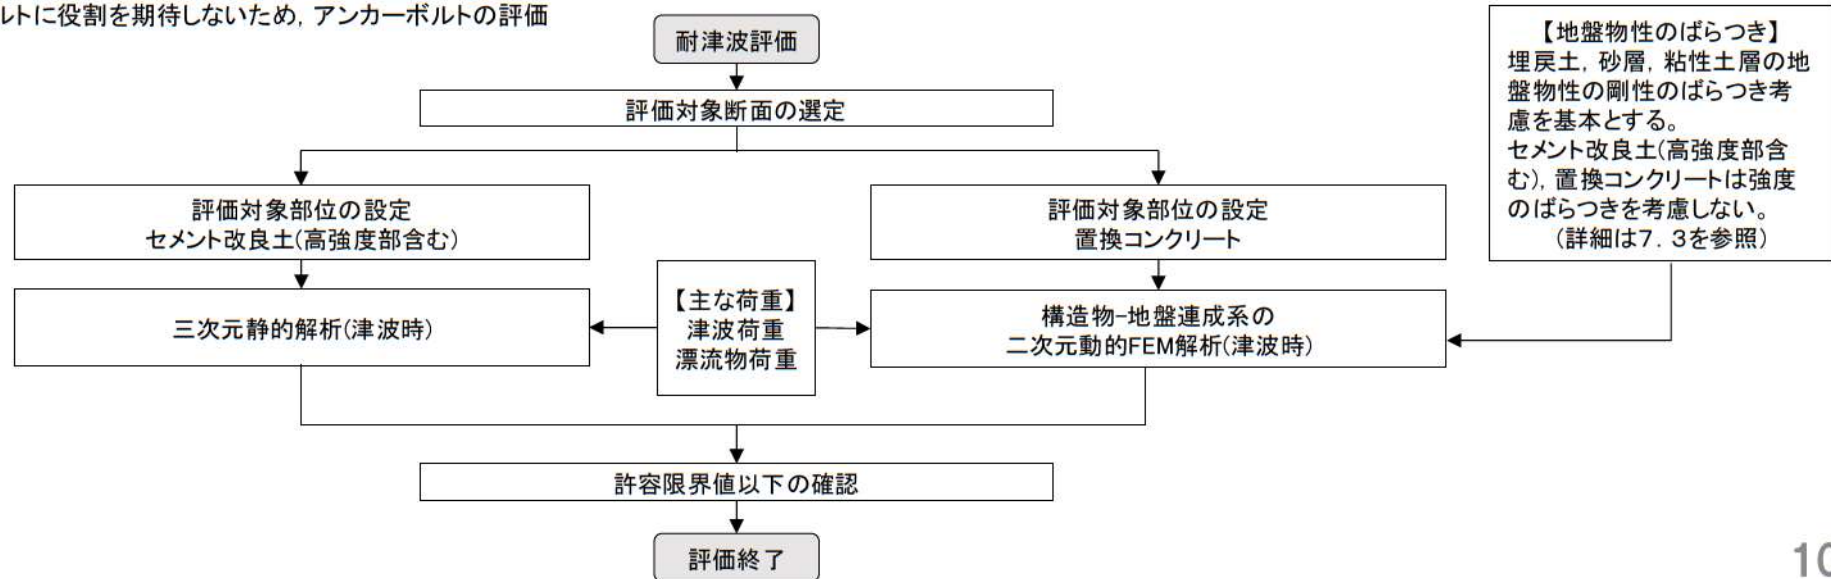 ルトに役割を期待しないため，アンカーボルトの評価
耐津波評価
評価対象断面の選定
評価対象部位の設定
セメント改良土(高強度部含む)
評価対象部位の設定
置換コンクリート
【地盤物性のばらつき】
埋戻土，砂層，粘性土層の地
盤物性の剛性のばらつき考
慮を基本とする。
セメント改良土(高強度部含
む)，置換コンクリートは強度
のばらつきを考慮しない。
(詳細は７．３を参照)
三次元静的解析(津波時)
【主な荷重】
津波荷重
漂流物荷重
構造物-地盤連成系の
二次元動的FEM解析(津波時)
許容限界値以下の確認
評価終了
10